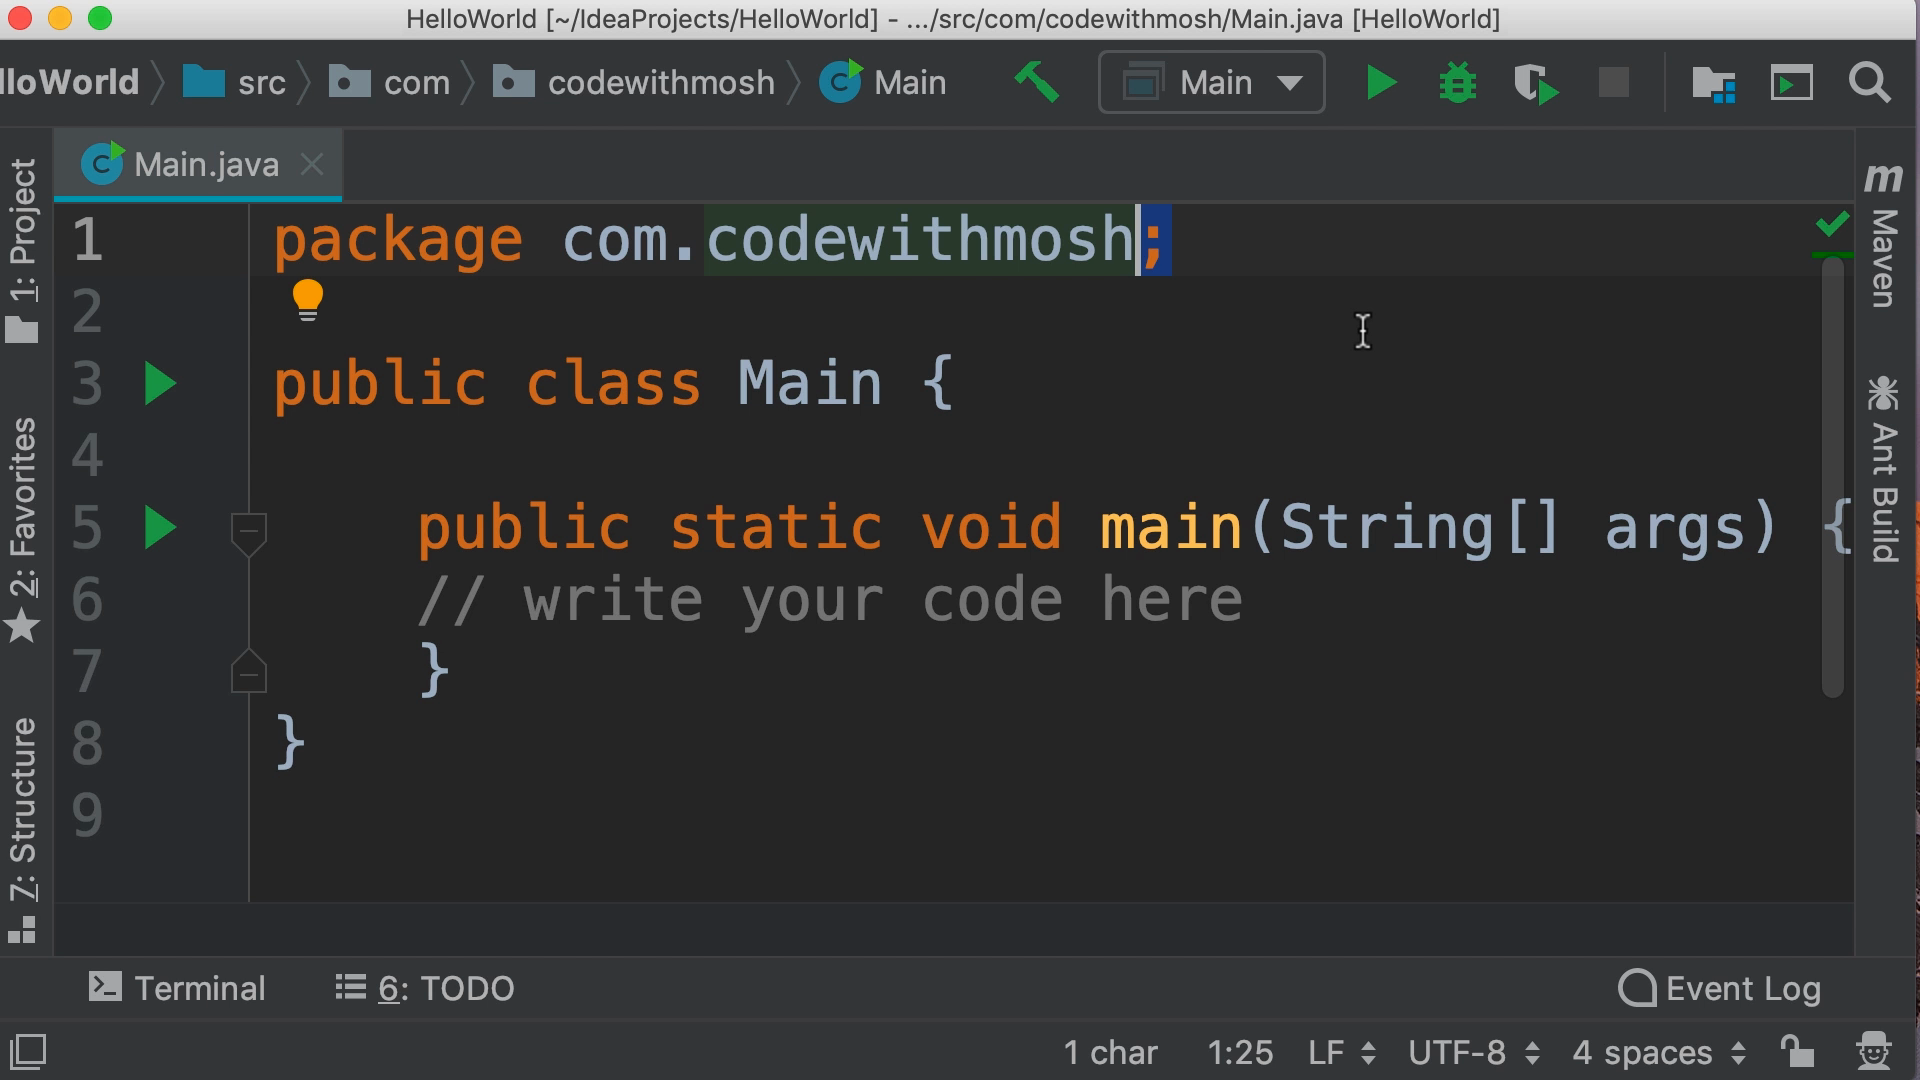 HelloWorld [~/IdeaProjects/HelloWorld] - .../src/com/codewithmosh/Main.java [HelloWorld]
lloWorld src com codewithmosh Main Main
Main.java
1 package com.codewithmosh;
2
3 public class Main {
4
5 public static void main(String[] args) {
6 // write your code here
7 }
8 }
9
1: Project
2: Favorites
7: Structure
m Maven
Ant Build
Terminal 6: TODO Event Log
1 char 1:25 LF UTF-8 4 spaces